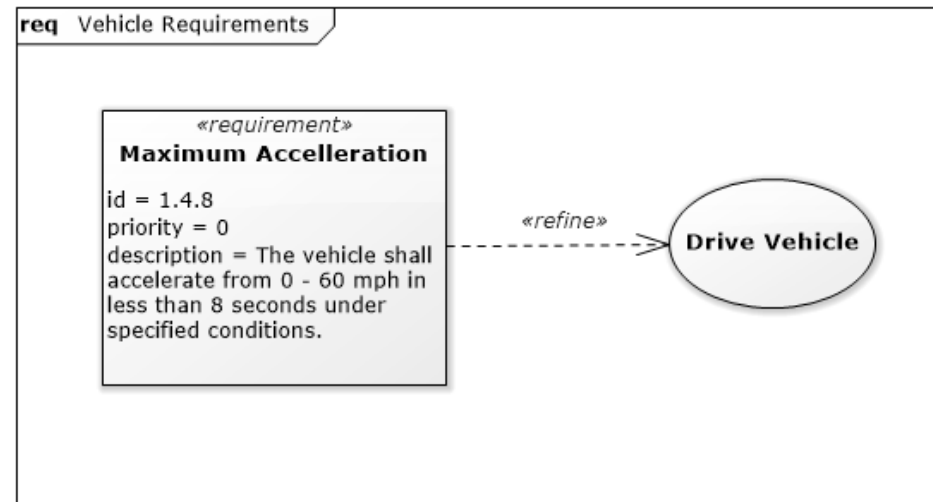 req Vehicle Requirements
«requirement»
Maximum Accelleration
id = 1.4.8
priority = 0
description = The vehicle shall
accelerate from 0 - 60 mph in
less than 8 seconds under
specified conditions.
«refine»
Drive Vehicle